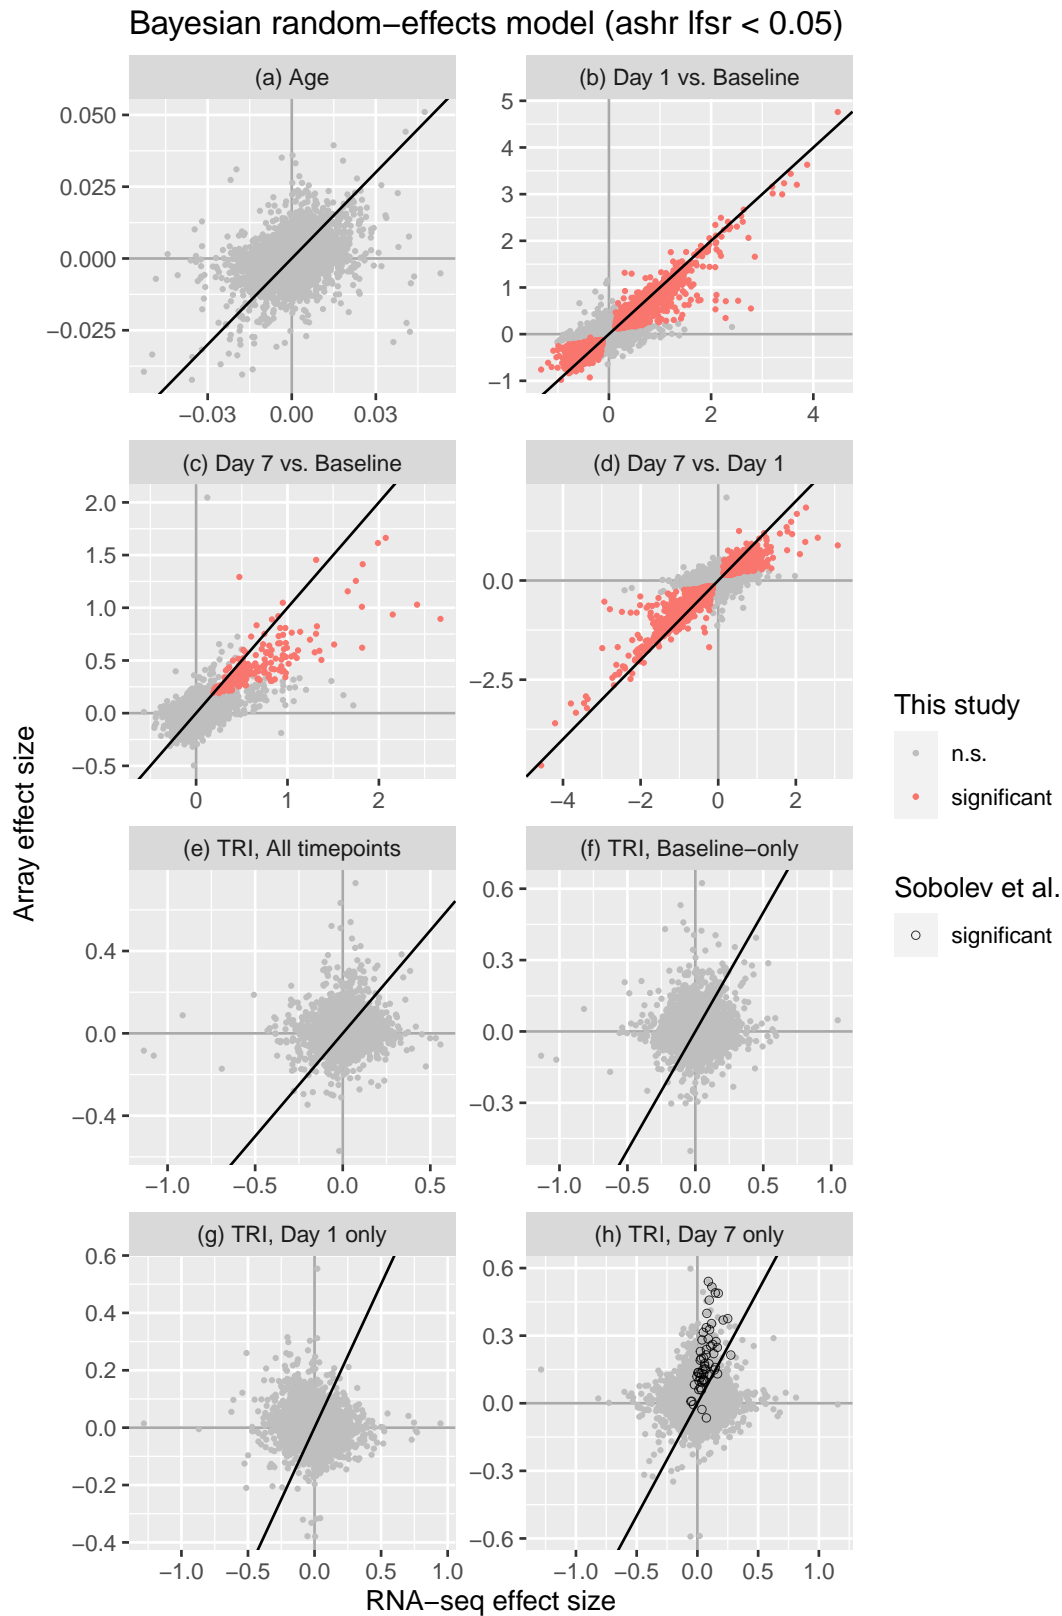 Bayesian random−effects model (ashr lfsr < 0.05)
(a) Age
(b) Day 1 vs. Baseline
0.050
0.025
0.000
−0.025
−0.03 0.00 0.03
5
4
3
2
1
0
−1
0 2 4
(c) Day 7 vs. Baseline
(d) Day 7 vs. Day 1
2.0
1.5
1.0
0.5
0.0
−0.5
0 1 2
0.0
−2.5
−4 −2 0 2
(e) TRI, All timepoints
(f) TRI, Baseline−only
0.4
0.0
−0.4
−1.0 −0.5 0.0 0.5
0.6
0.3
0.0
−0.3
−1.0 −0.5 0.0 0.5 1.0
(g) TRI, Day 1 only
(h) TRI, Day 7 only
0.6
0.4
0.2
0.0
−0.2
−0.4
−1.0 −0.5 0.0 0.5 1.0
0.6
0.3
0.0
−0.3
−0.6
−1.0 −0.5 0.0 0.5 1.0
Array effect size
RNA−seq effect size
This study
n.s.
significant
Sobolev et al.
significant